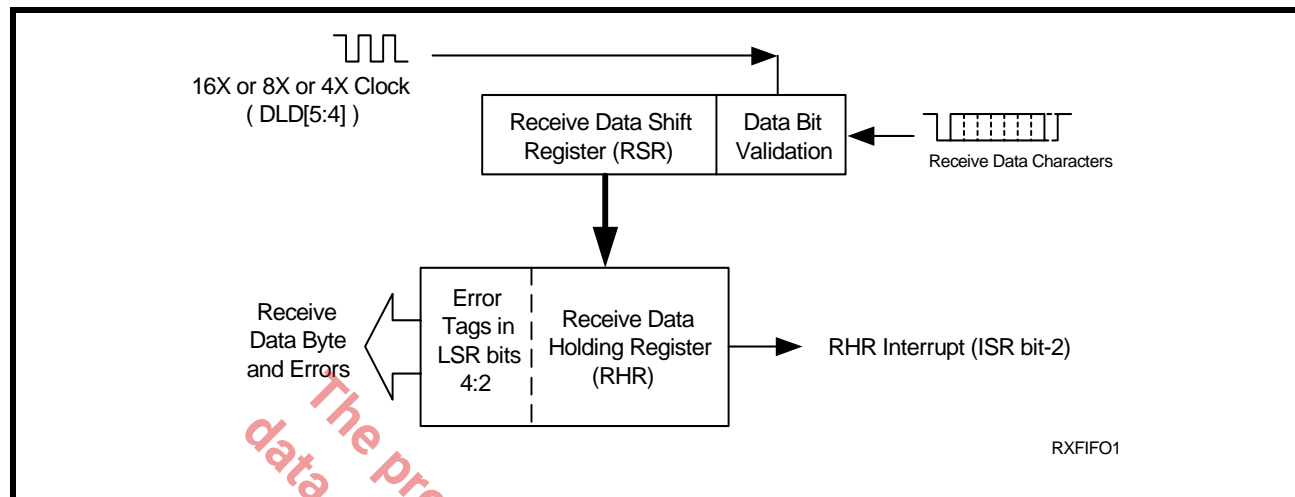 16X or 8X or 4X Clock
( DLD[5:4] )
Receive Data Shift
Register (RSR)
Data Bit
Validation
Receive Data Characters
Receive
Data Byte
and Errors
Error
Tags in
LSR bits
4:2
Receive Data
Holding Register
(RHR)
RHR Interrupt (ISR bit-2)
The pro
data
RXFIFO1